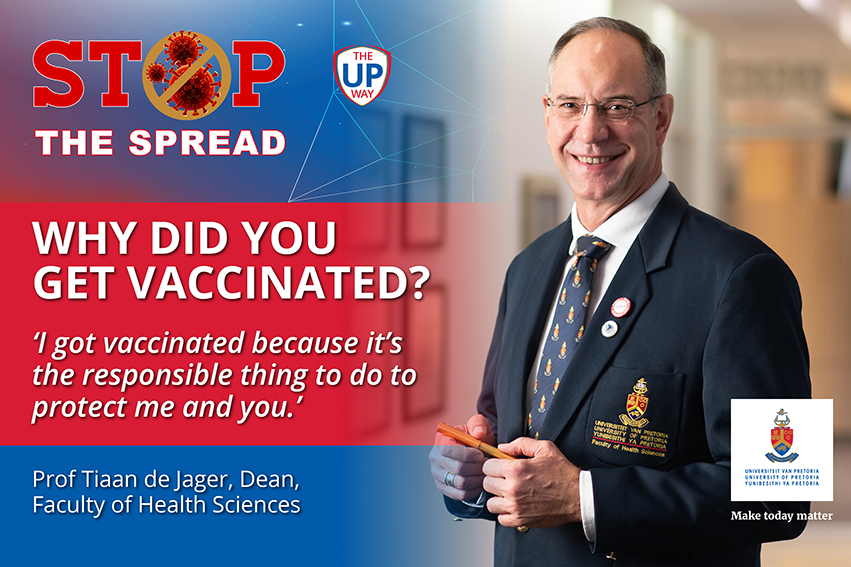 STOP
THE SPREAD
THE
UP
WAY
WHY DID YOU
GET VACCINATED?
‘I got vaccinated because it’s
the responsible thing to do to
protect me and you.’
Prof Tiaan de Jager, Dean,
Faculty of Health Sciences
UNIVERSITEIT VAN PRETORIA
UNIVERSITY OF PRETORIA
YUNIBESITHI YA PRETORIA
Faculty of Health Sciences
UNIVERSITEIT VAN PRETORIA
UNIVERSITY OF PRETORIA
YUNIBESITHI YA PRETORIA
Make today matter